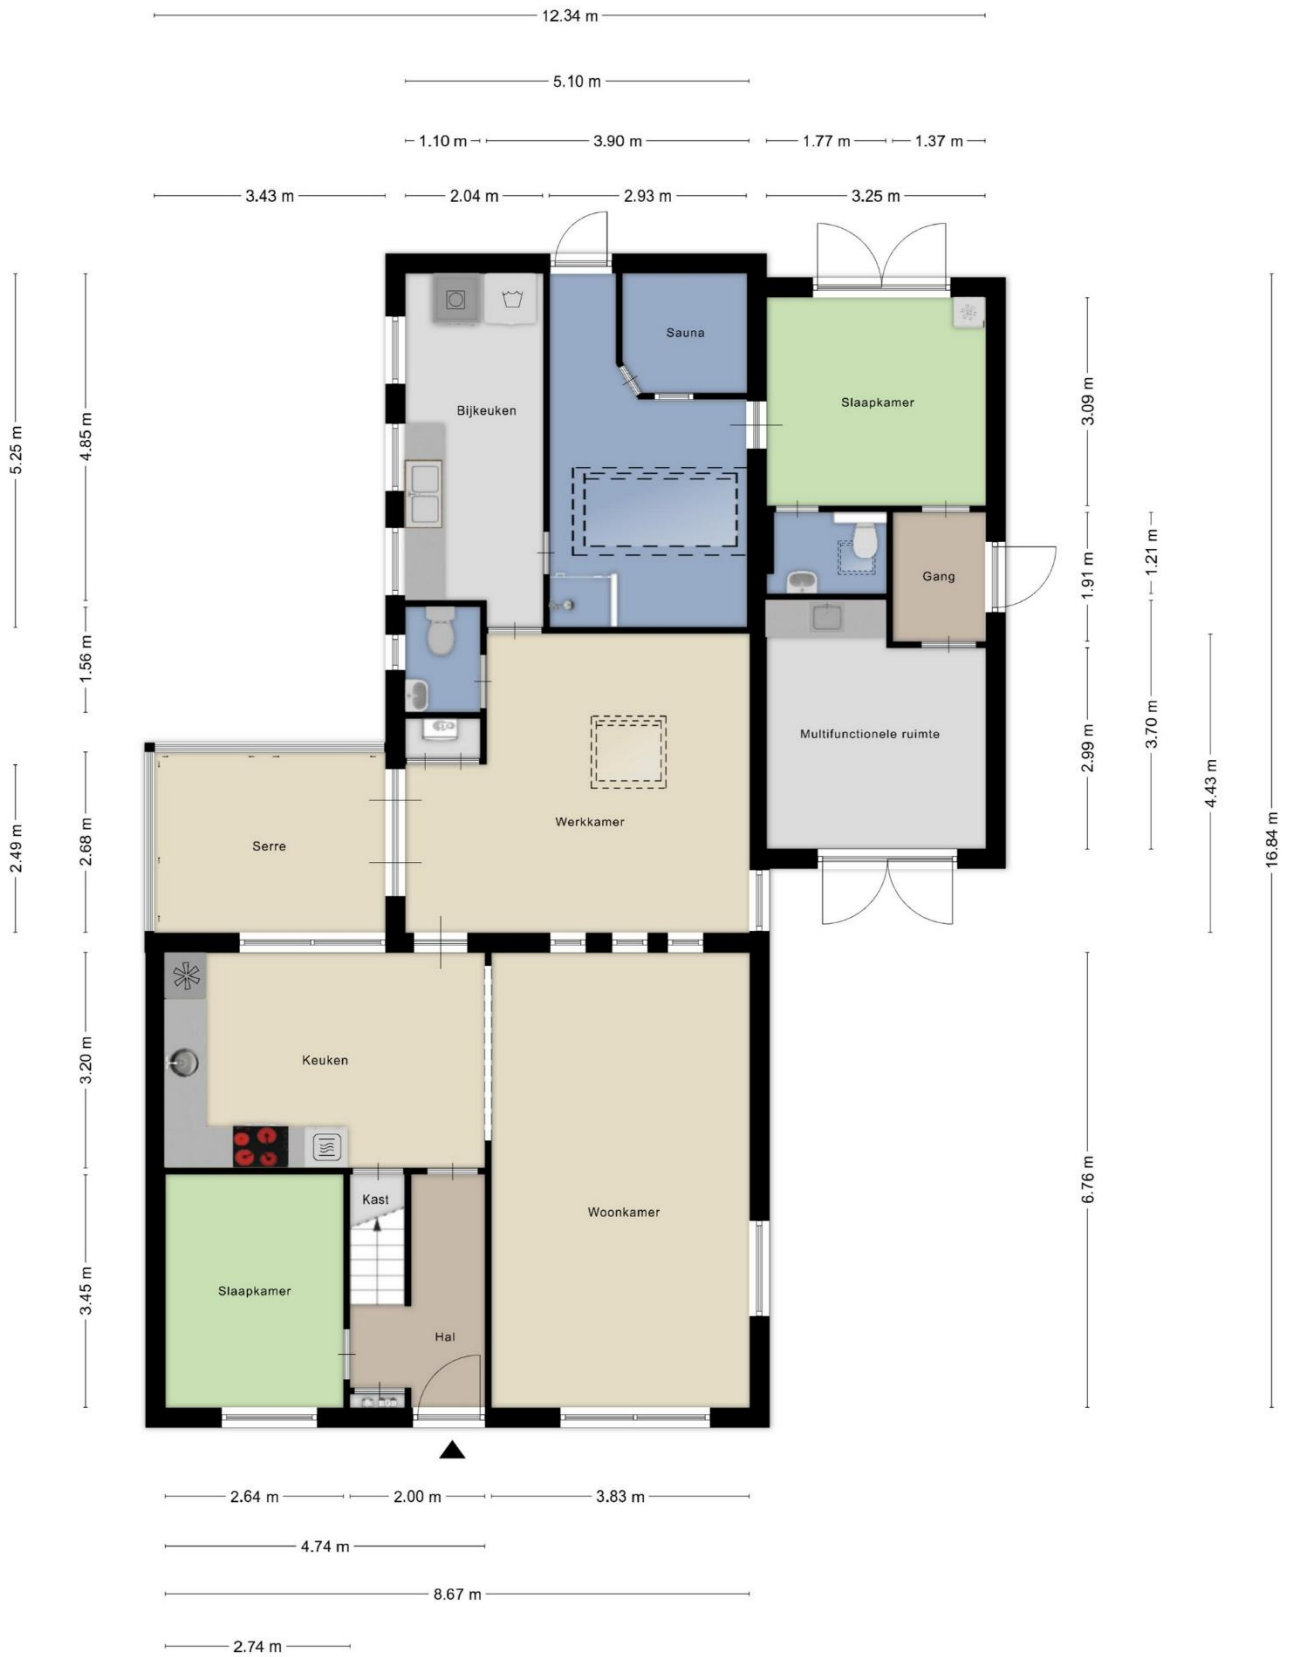 12.34 m
5.10 m
1.10 m
3.90 m
1.77 m
1.37 m
3.43 m
2.04 m
2.93 m
3.25 m
5.25 m
4.85 m
1.56 m
2.49 m
2.68 m
3.20 m
3.45 m
Sauna
Bijkeuken
Slaapkamer
Gang
Multifunctionele ruimte
Werkkamer
Serre
Keuken
Kast
Woonkamer
Slaapkamer
Hal
3.09 m
1.91 m
1.21 m
2.99 m
3.70 m
4.43 m
16.84 m
6.76 m
2.64 m
2.00 m
3.83 m
4.74 m
8.67 m
2.74 m